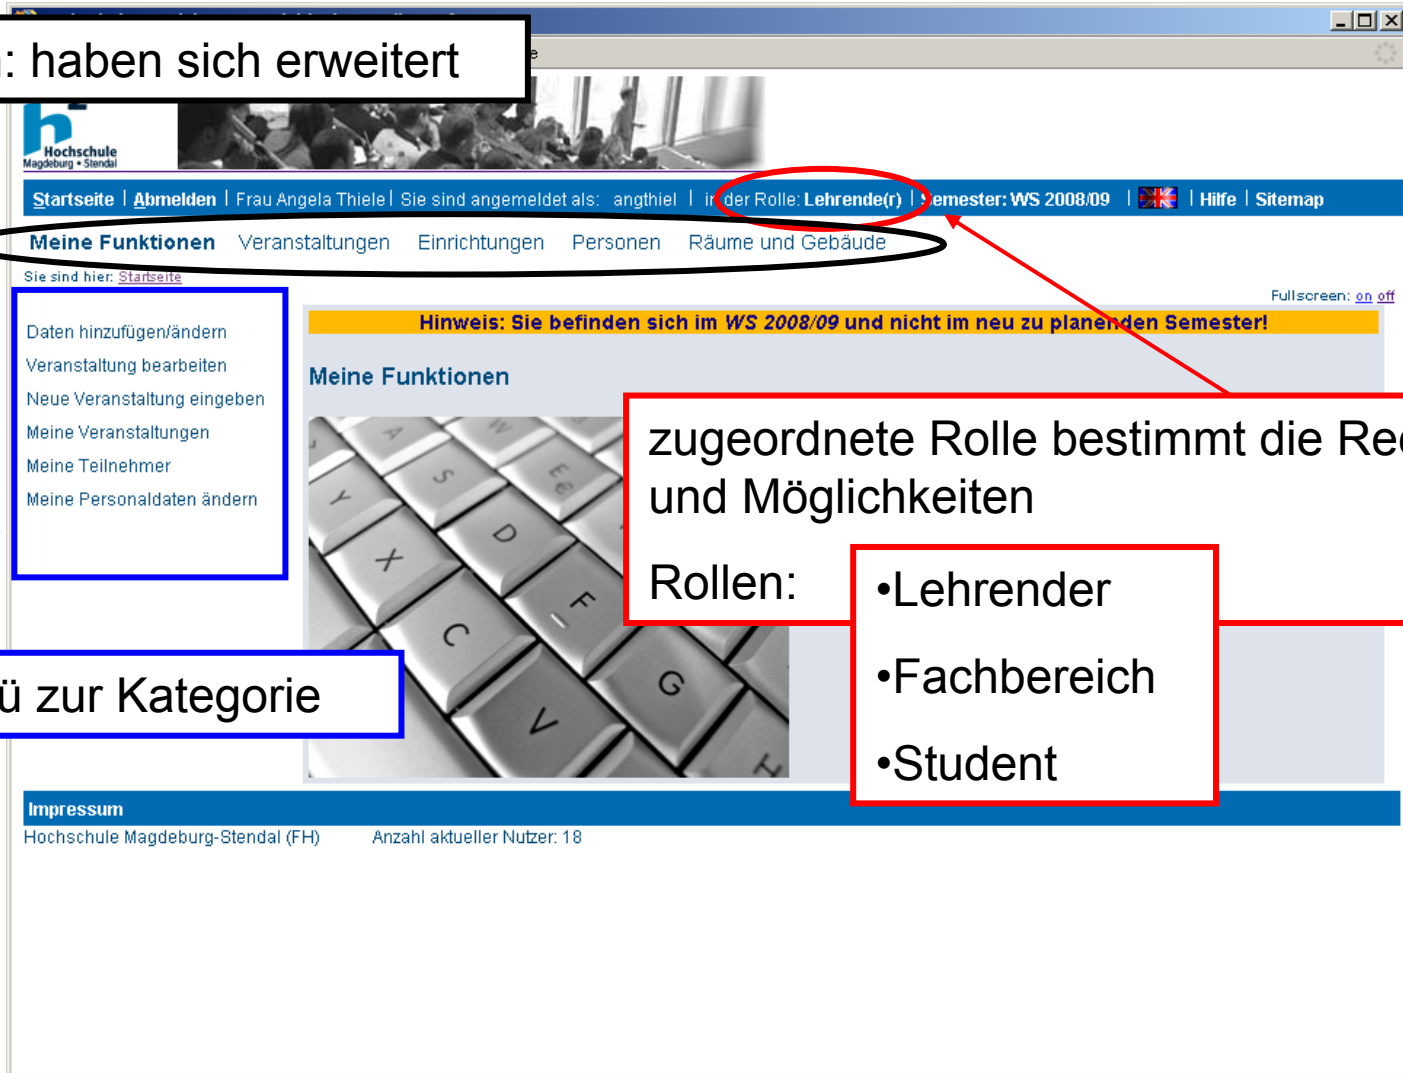 : haben sich erweitert
h2
Hochschule
Magdeburg • Stendal
Startseite | Abmelden | Frau Angela Thiele | Sie sind angemeldet als: angthiel | in der Rolle: Lehrende(r) | Semester: WS 2008/09 | | Hilfe | Sitemap
Meine Funktionen Veranstaltungen Einrichtungen Personen Räume und Gebäude
Sie sind hier: Startseite
Fullscreen: on off
Hinweis: Sie befinden sich im WS 2008/09 und nicht im neu zu planenden Semester!
Daten hinzufügen/ändern
Veranstaltung bearbeiten
Neue Veranstaltung eingeben
Meine Veranstaltungen
Meine Teilnehmer
Meine Personaldaten ändern
Meine Funktionen
zugeordnete Rolle bestimmt die Re
und Möglichkeiten
Rollen:
•Lehrender
•Fachbereich
•Student
ü zur Kategorie
Impressum
Hochschule Magdeburg-Stendal (FH) Anzahl aktueller Nutzer: 18